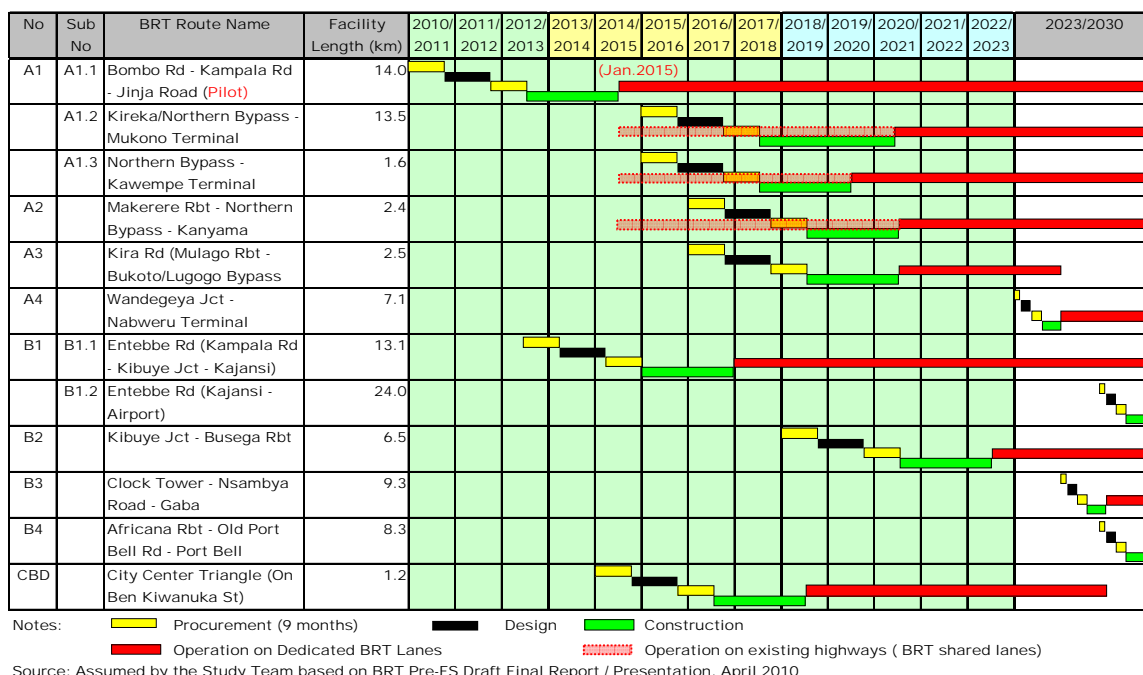 No Sub No BRT Route Name Facility Length (km) 2010/2011 2011/2012 2012/2013 2013/2014 2014/2015 2015/2016 2016/2017 2017/2018 2018/2019 2019/2020 2020/2021 2021/2022 2022/2023 2023/2030
A1 A1.1 Bombo Rd - Kampala Rd 14.0 (Jan.2015)
- Jinja Road (Pilot)
A1.2 Kireka/Northern Bypass - 13.5
Mukono Terminal
A1.3 Northern Bypass - 1.6
Kawempe Terminal
A2 Makerere Rbt - Northern 2.4
Bypass - Kanyama
A3 Kira Rd (Mulago Rbt - 2.5
Bukoto/Lugogo Bypass
A4 Wandegeya Jct - 7.1
Nabweru Terminal
B1 B1.1 Entebbe Rd (Kampala Rd 13.1
- Kibuye Jct - Kajansi)
B1.2 Entebbe Rd (Kajansi - 24.0
Airport)
B2 Kibuye Jct - Busega Rbt 6.5
B3 Clock Tower - Nsambya 9.3
Road - Gaba
B4 Africana Rbt - Old Port 8.3
Bell Rd - Port Bell
CBD City Center Triangle (On 1.2
Ben Kiwanuka St)
Notes: Procurement (9 months) Design Construction
Operation on Dedicated BRT Lanes Operation on existing highways ( BRT shared lanes)
Source: Assumed by the Study Team based on BRT Pre-FS Draft Final Report / Presentation, April 2010